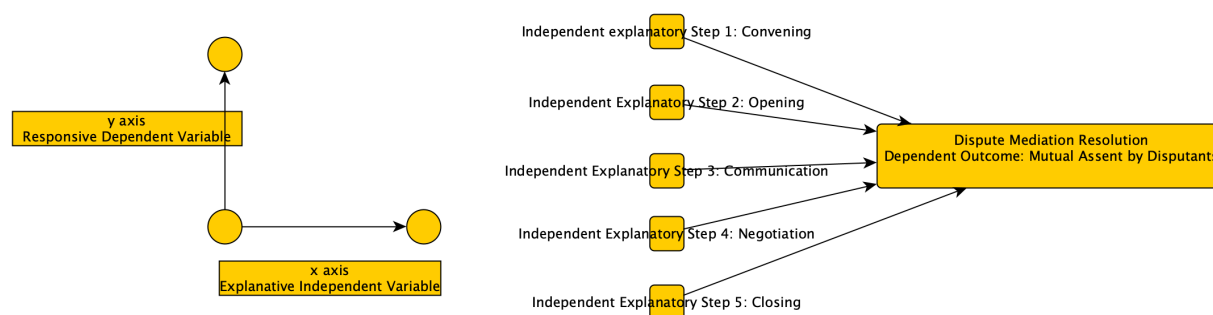 y axis
Responsive Dependent Variable
x axis
Explanative Independent Variable
Independent explanatory Step 1: Convening
Independent Explanatory Step 2: Opening
Independent Explanatory Step 3: Communication
Independent Explanatory Step 4: Negotiation
Independent Explanatory Step 5: Closing
Dispute Mediation Resolution
Dependent Outcome: Mutual Assent by Disputants